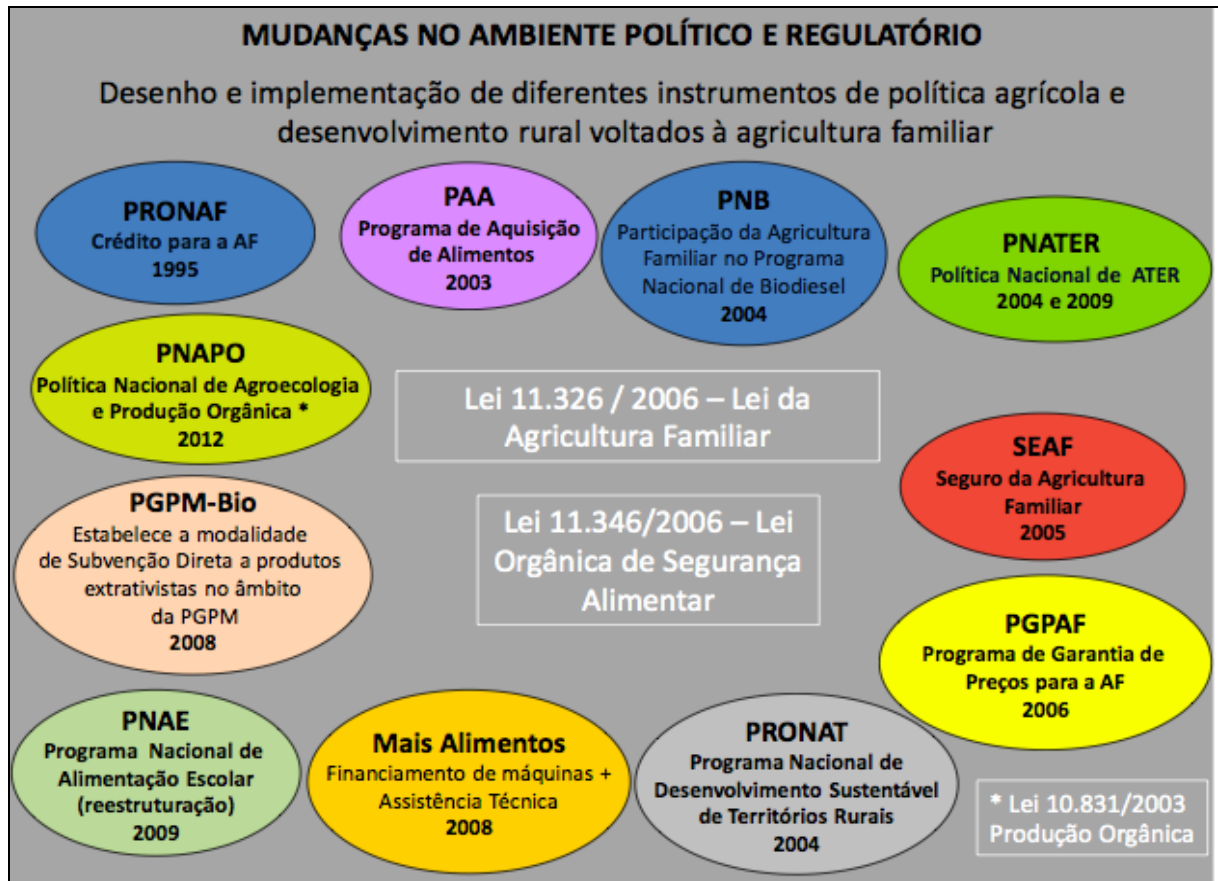 MUDANÇAS NO AMBIENTE POLÍTICO E REGULATÓRIO
Desenho e implementação de diferentes instrumentos de política agrícola e
desenvolvimento rural voltados à agricultura familiar
PRONAF
Crédito para a AF
1995
PAA
Programa de Aquisição
de Alimentos
2003
PNB
Participação da Agricultura
Familiar no Programa
Nacional de Biodiesel
2004
PNATER
Política Nacional de ATER
2004 e 2009
PNAPO
Política Nacional de Agroecologia
e Produção Orgânica *
2012
Lei 11.326 / 2006 – Lei da
Agricultura Familiar
SEAF
Seguro da Agricultura
Familiar
2005
PGPM-Bio
Estabelece a modalidade
de Subvenção Direta a produtos
extrativistas no âmbito
da PGPM
2008
Lei 11.346/2006 – Lei
Orgânica de Segurança
Alimentar
PGPAF
Programa de Garantia de
Preços para a AF
2006
PNAE
Programa Nacional de
Alimentação Escolar
(reestruturação)
2009
Mais Alimentos
Financiamento de máquinas +
Assistência Técnica
2008
PRONAT
Programa Nacional de
Desenvolvimento Sustentável
de Territórios Rurais
2004
* Lei 10.831/2003
Produção Orgânica